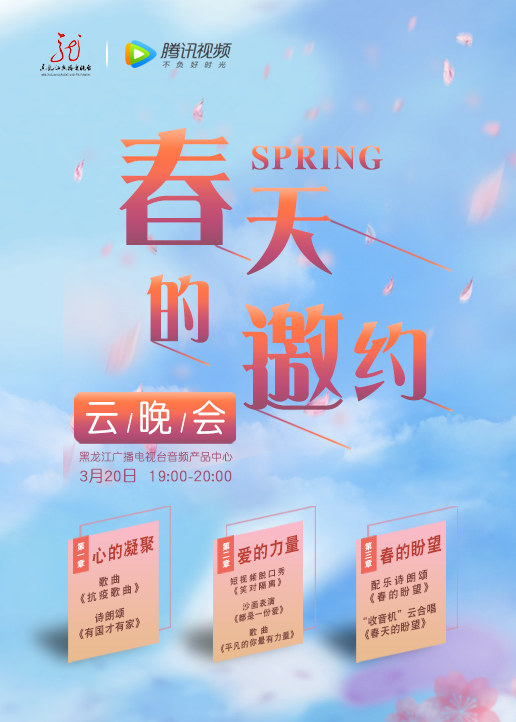 黑龙江广播电视台
腾讯视频
不负好时光
春天的邀约
SPRING
云/晚/会
黑龙江广播电视台音频产品中心
3月20日 19:00-20:00
第一章 心的凝聚
歌曲
《抗疫歌曲》
诗朗颂
《有国才有家》
第二章 爱的力量
短视频脱口秀
《笑对隔离》
沙画表演
《都是一份爱》
歌曲
《平凡的你最有力量》
第三章 春的盼望
配乐诗朗颂
《春的盼望》
“收音机”云合唱
《春天的盼望》